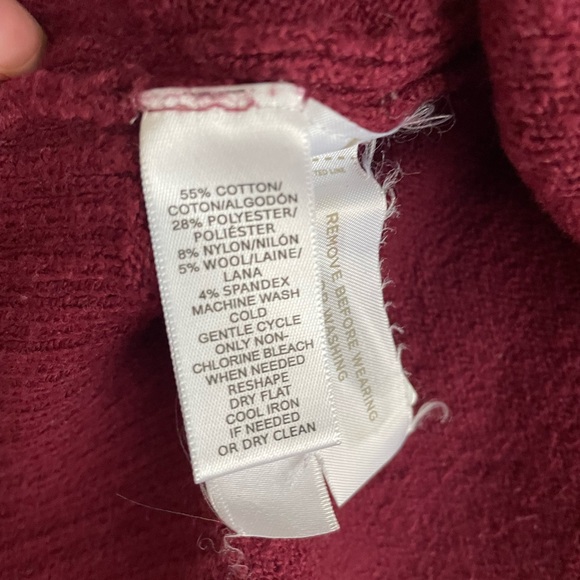 55% COTTON/
COTON/ALGODÓN
28% POLYESTER/
POLIÉSTER
8% NYLON/NILÓN
5% WOOL/LAINE/
LANA
4% SPANDEX
MACHINE WASH
COLD
GENTLE CYCLE
ONLY NON-
CHLORINE BLEACH
WHEN NEEDED
RESHAPE
DRY FLAT
COOL IRON
IF NEEDED
OR DRY CLEAN
TED LINE
REMOVE BEFORE WEARING
WASHING